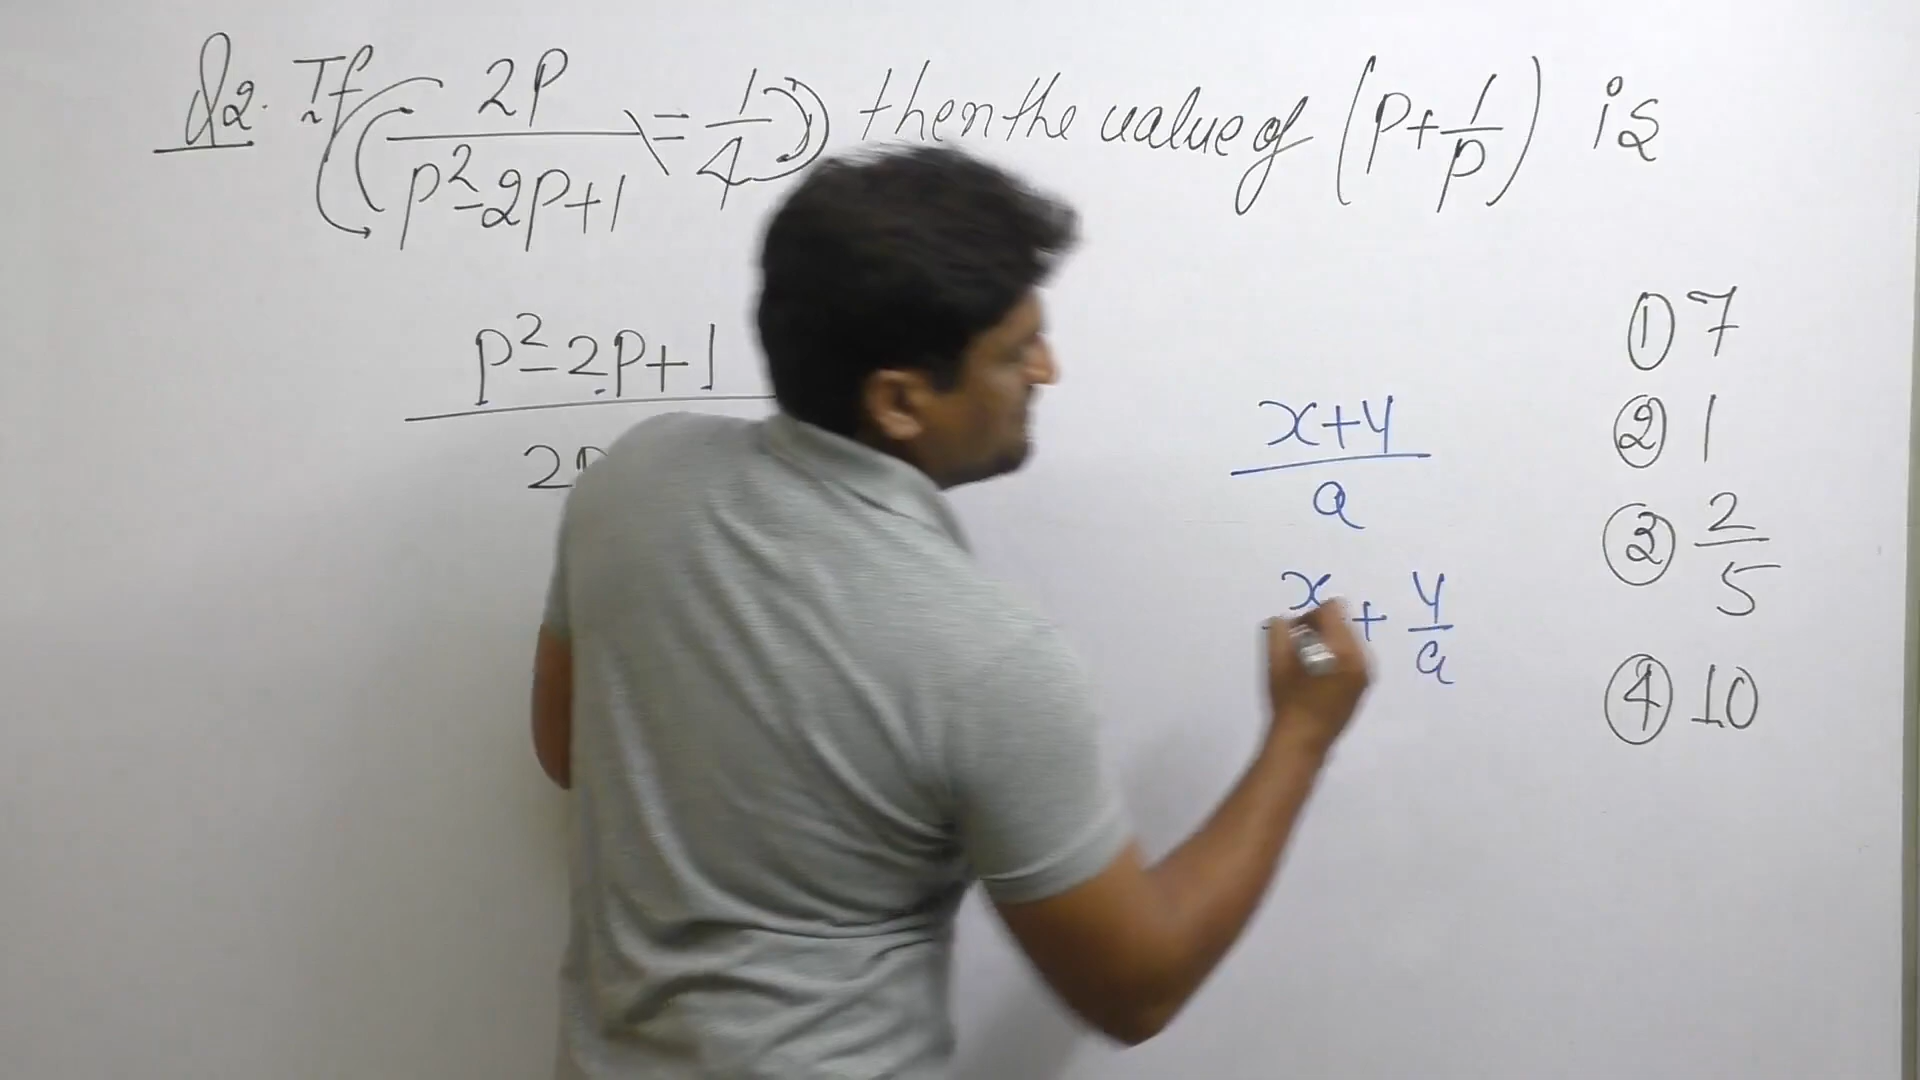 Q2. If 2P/P²-2P+1 = 1/4 then the value of (P+1/P) is
① 7
P²-2P+1
x+y
② 1
2P
a
③ 2/5
x + y/a
④ 10